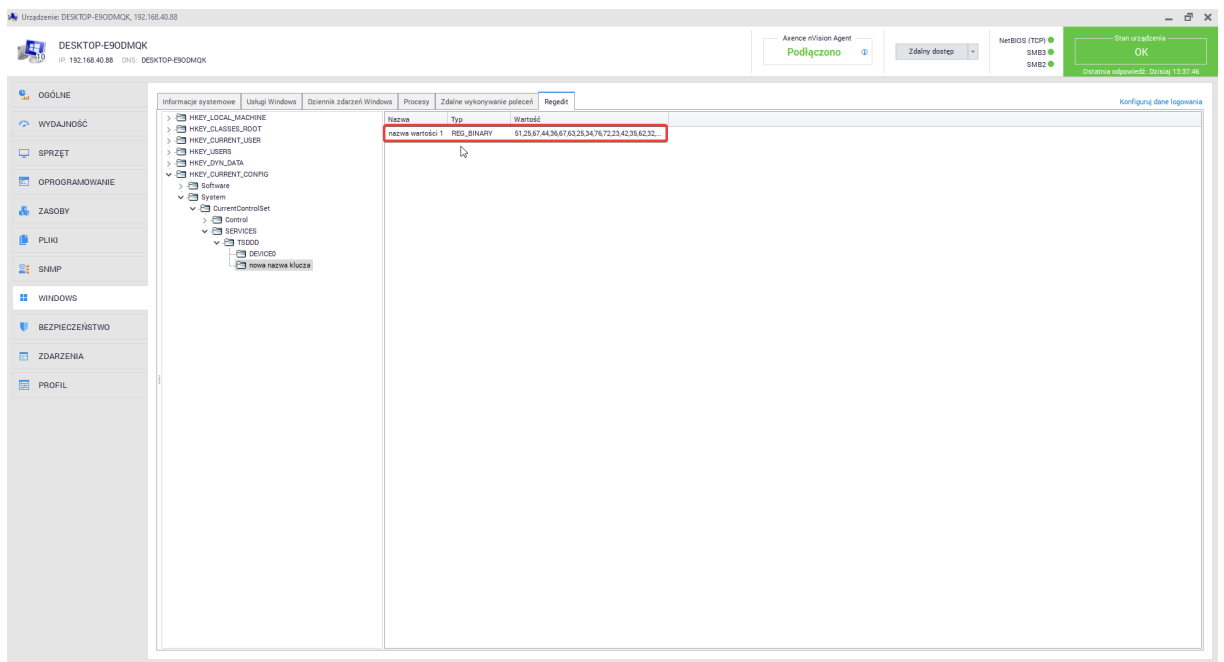 Urządzenie: DESKTOP-E9ODMQK, 192.168.40.88
DESKTOP-E9ODMQK
IP: 192.168.40.88 DNS: DESKTOP-E9ODMQK
10
Axence nVision Agent
Podłączono
Zdalny dostęp
NetBIOS (TCP)
SMB3
SMB2
Stan urządzenia
OK
Ostatnia odpowiedź: Dzisiaj 13:37:46
OGÓLNE
WYDAJNOŚĆ
SPRZĘT
OPROGRAMOWANIE
ZASOBY
PLIKI
SNMP
WINDOWS
BEZPIECZEŃSTWO
ZDARZENIA
PROFIL
Informacje systemowe Usługi Windows Dziennik zdarzeń Windows Procesy Zdalne wykonywanie poleceń Regedit
Konfiguruj dane logowania
HKEY_LOCAL_MACHINE
HKEY_CLASSES_ROOT
HKEY_CURRENT_USER
HKEY_USERS
HKEY_DYN_DATA
HKEY_CURRENT_CONFIG
Software
System
CurrentControlSet
Control
SERVICES
TSDDD
DEVICE0
nowa nazwa klucza
Nazwa Typ Wartość
nazwa wartości 1 REG_BINARY 51,25,67,44,36,67,63,25,34,76,72,23,42,35,62,32,...